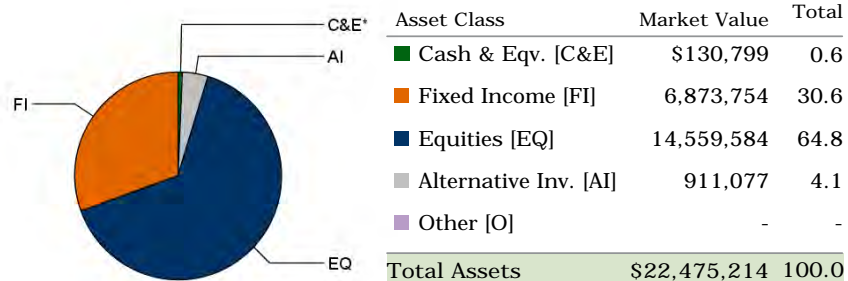 C&E*
AI
FI
EQ
Asset Class Market Value Total
Cash & Eqv. [C&E] $130,799 0.6
Fixed Income [FI] 6,873,754 30.6
Equities [EQ] 14,559,584 64.8
Alternative Inv. [AI] 911,077 4.1
Other [O] - -
Total Assets $22,475,214 100.0